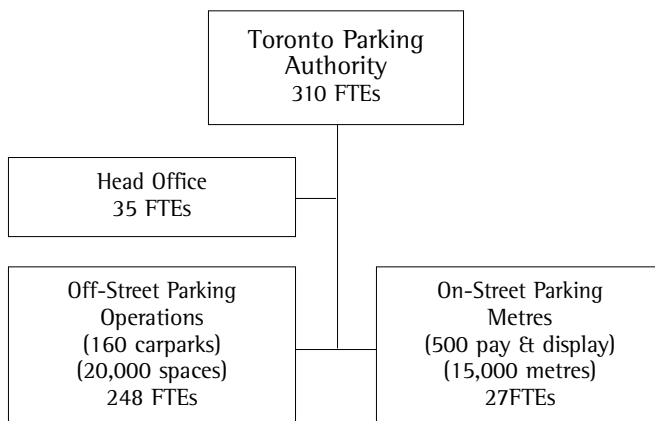 Toronto Parking
Authority
310 FTEs
Head Office
35 FTEs
Off-Street Parking
Operations
(160 carparks)
(20,000 spaces)
248 FTEs
On-Street Parking
Metres
(500 pay & display)
(15,000 metres)
27FTEs